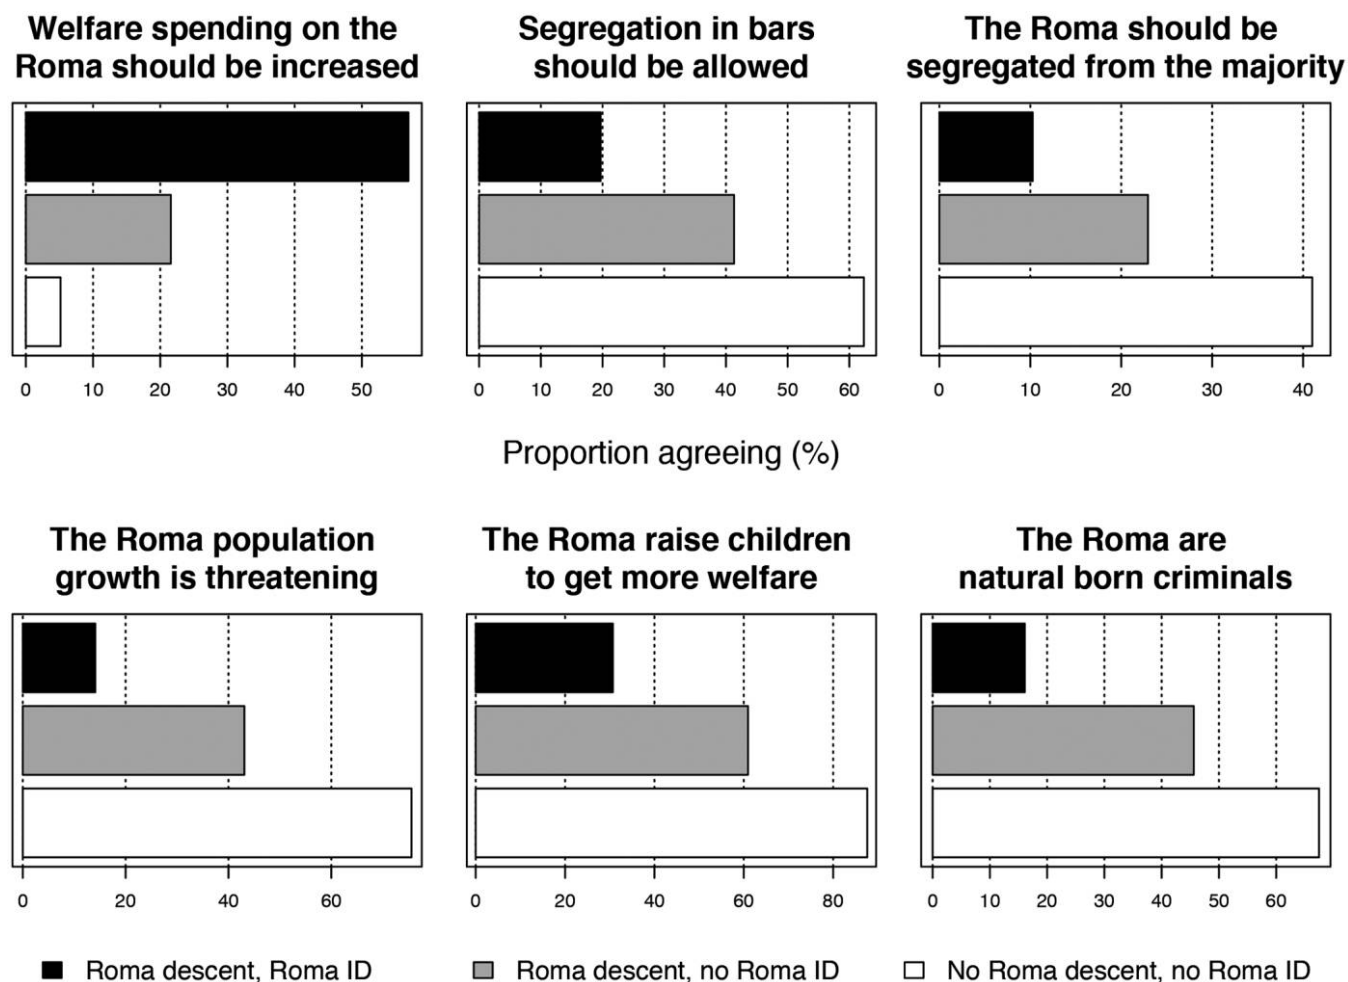 Welfare spending on the
Roma should be increased
Segregation in bars
should be allowed
The Roma should be
segregated from the majority
0 10 20 30 40 50
0 10 20 30 40 50 60
0 10 20 30 40
Proportion agreeing (%)
The Roma population
growth is threatening
The Roma raise children
to get more welfare
The Roma are
natural born criminals
0 20 40 60
0 20 40 60 80
0 10 20 30 40 50 60
Roma descent, Roma ID
Roma descent, no Roma ID
No Roma descent, no Roma ID